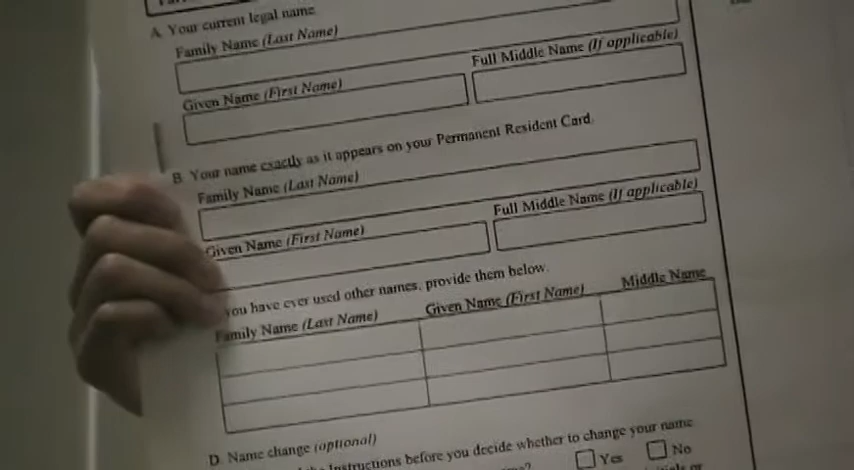 A. Your current legal name
Family Name (Last Name)
Given Name (First Name)
Full Middle Name (If applicable)
B. Your name exactly as it appears on your Permanent Resident Card.
Family Name (Last Name)
Given Name (First Name)
Full Middle Name (If applicable)
you have ever used other names, provide them below.
Family Name (Last Name)
Given Name (First Name)
Middle Name
D. Name change (optional)
Instructions before you decide whether to change your name
Yes
No